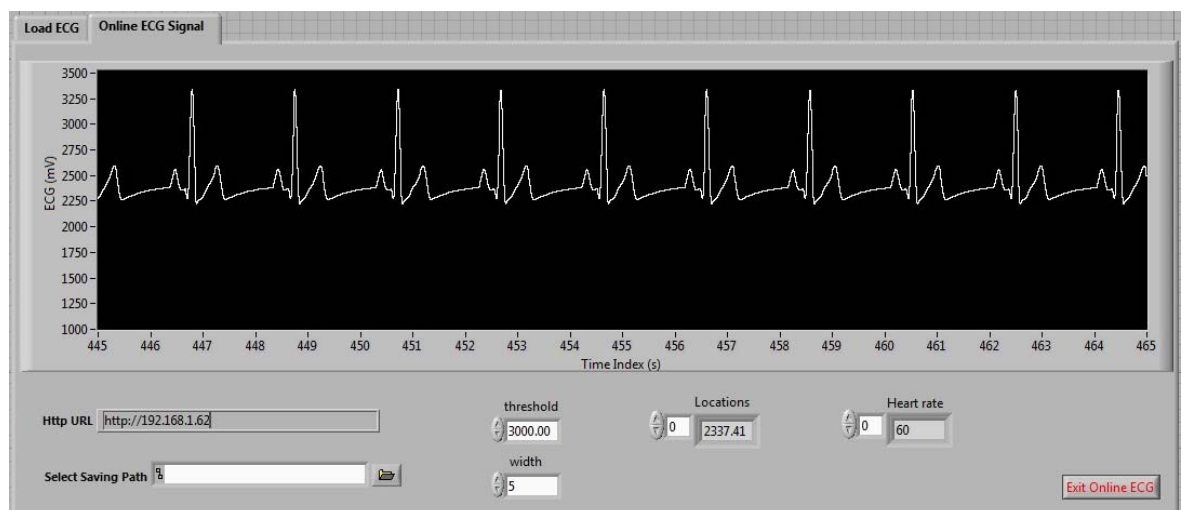 Load ECG
Online ECG Signal
3500
3250
3000
2750
2500
2250
2000
1750
1500
1250
1000
ECG (mV)
445 446 447 448 449 450 451 452 453 454 455 456 457 458 459 460 461 462 463 464 465
Time Index (s)
Http URL http://192.168.1.62
threshold
3000.00
Locations
0 2337.41
Heart rate
0 60
Select Saving Path
width
5
Exit Online ECG